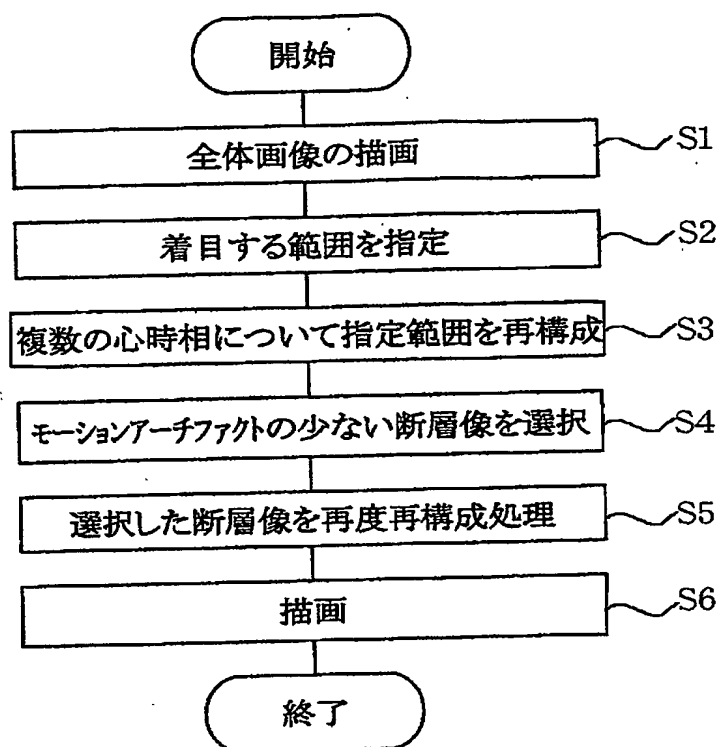 開始
全体画像の描画
S1
着目する範囲を指定
S2
複数の心時相について指定範囲を再構成
S3
モーションアーチファクトの少ない断層像を選択
S4
選択した断層像を再度再構成処理
S5
描画
S6
終了